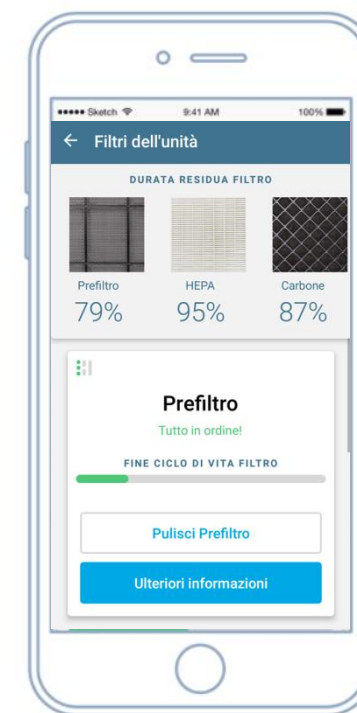 Sketch 9:41 AM 100%
Filtri dell'unità
DURATA RESIDUA FILTRO
Prefiltro HEPA Carbone
79% 95% 87%
Prefiltro
Tutto in ordine!
FINE CICLO DI VITA FILTRO
Pulisci Prefiltro
Ulteriori informazioni